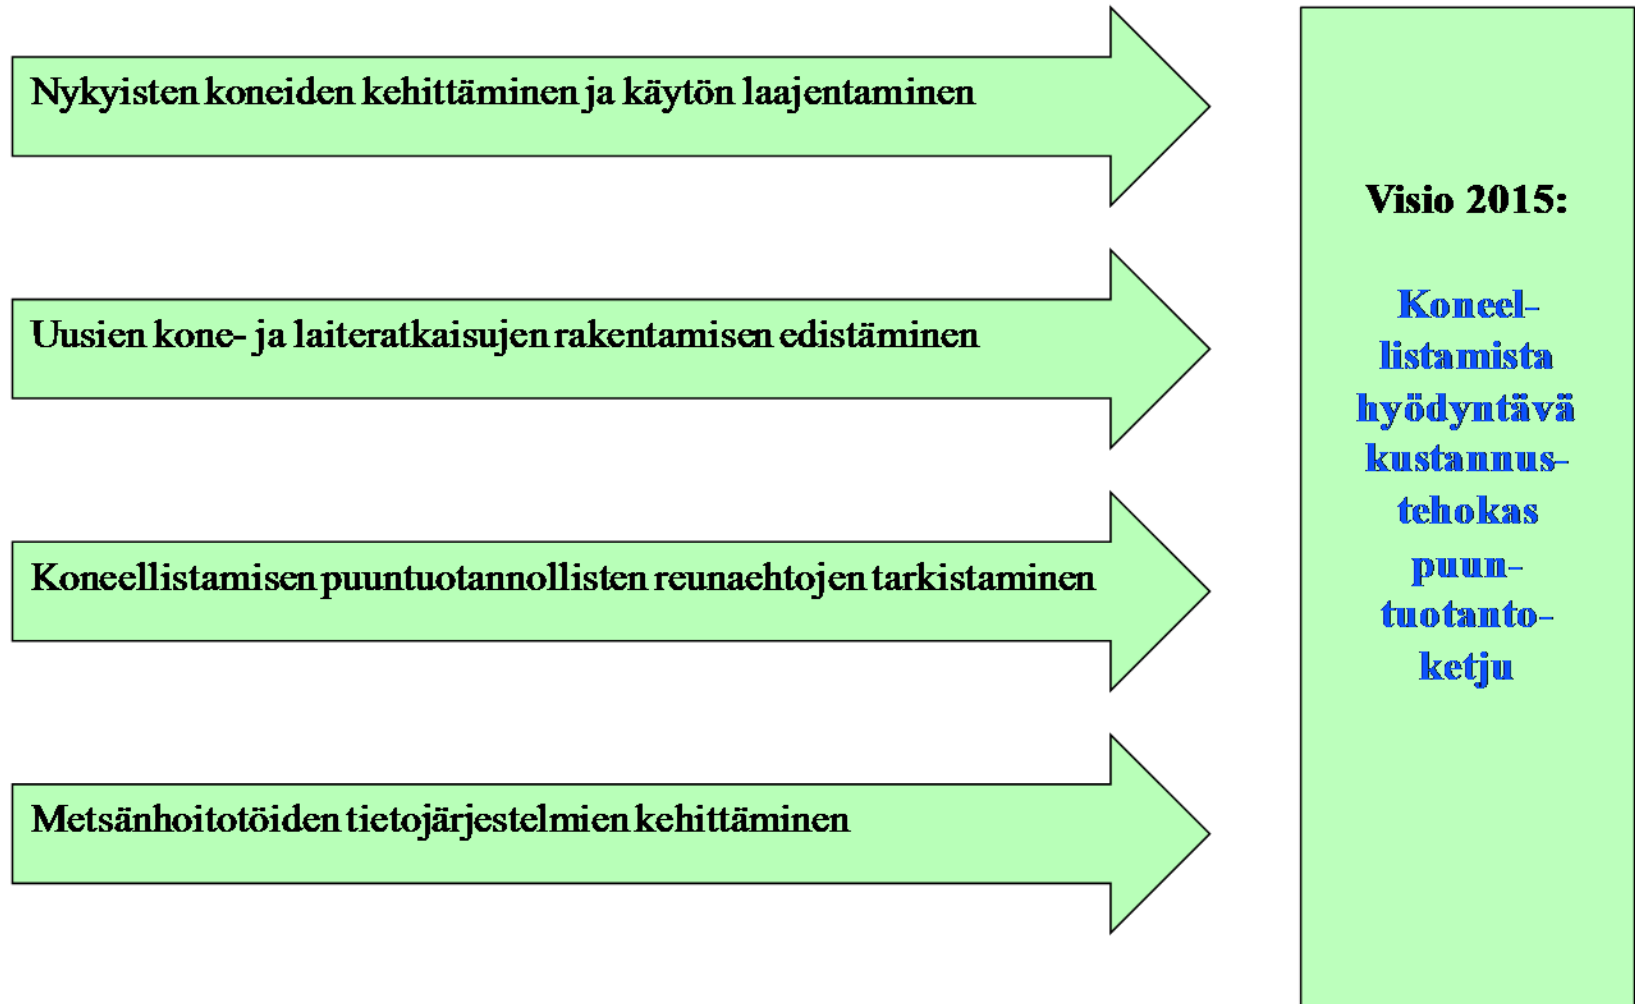 Nykyisten koneiden kehittäminen ja käytön laajentaminen
Uusien kone- ja laiteratkaisujen rakentamisen edistäminen
Koneellistamisen puuntuotannollisten reunaehtojen tarkistaminen
Metsänhoitotöiden tietojärjestelmien kehittäminen
Visio 2015:
Koneel-
listamista
hyödyntävä
kustannus-
tehokas
puun-
tuotanto-
ketju